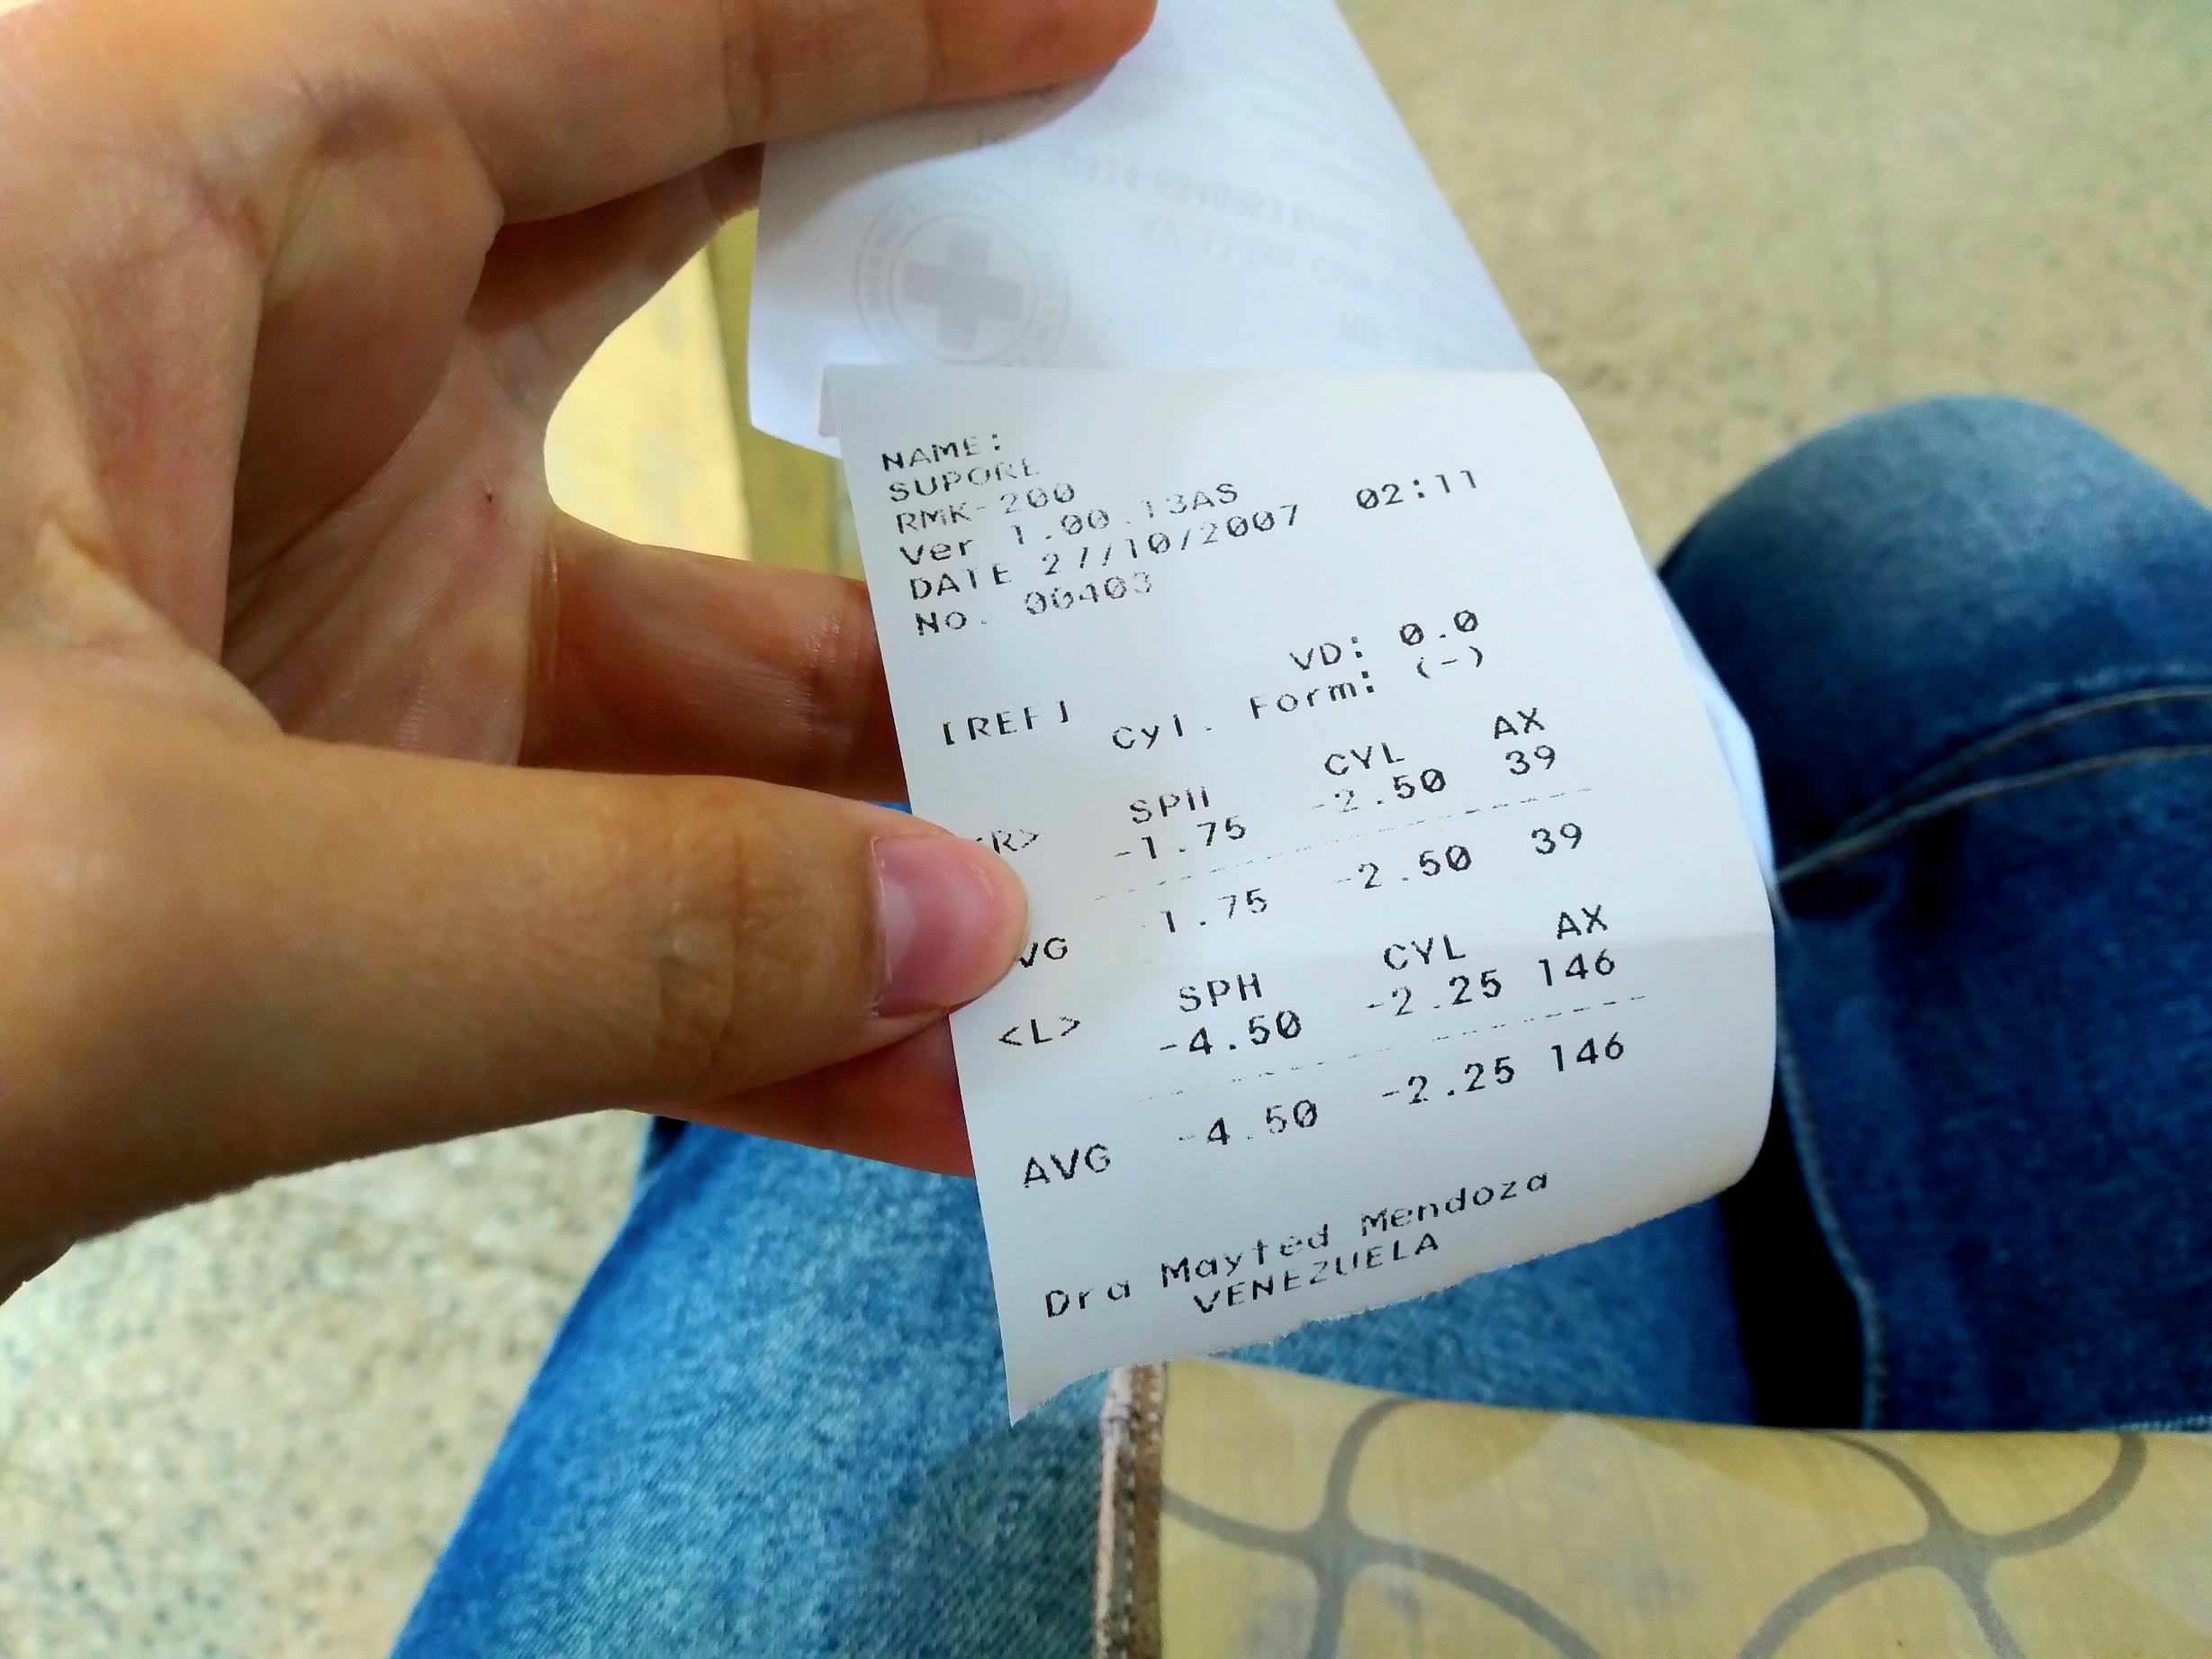 NAME:
SUPORE
RMK-200
Ver 1.00.13AS
DATE 27/10/2007 02:11
No. 00403
VD: 0.0
[REF] Cyl. Form: (-)
SPH CYL AX
<R> -1.75 -2.50 39
VG 1.75 -2.50 39
SPH CYL AX
<L> -4.50 -2.25 146
AVG -4.50 -2.25 146
Dra Mayted Mendoza
VENEZUELA